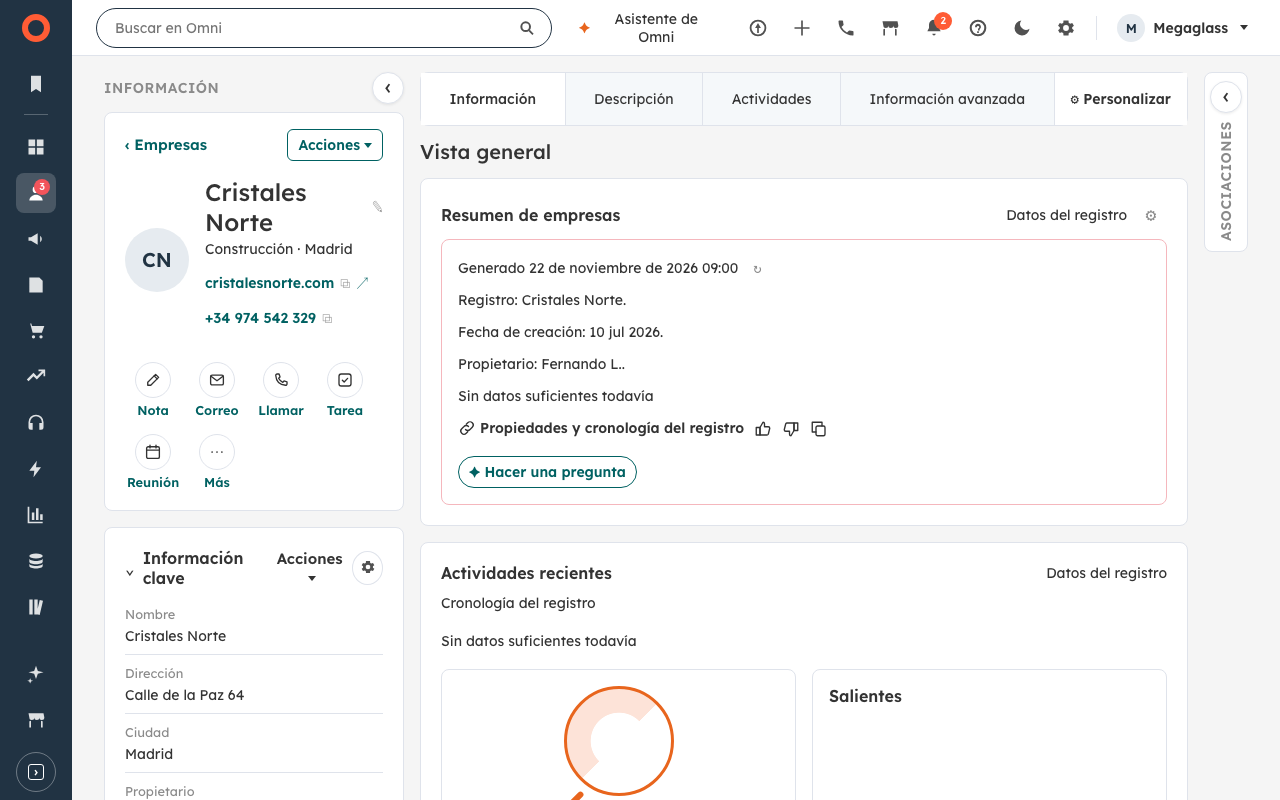 Buscar en Omni
Asistente de
Omni
2
M
Megaglass
3
INFORMACIÓN
‹ Empresas
Acciones
CN
Cristales
Norte
Construcción · Madrid
cristalesnorte.com
+34 974 542 329
Nota
Correo
Llamar
Tarea
Reunión
Más
Información
clave
Acciones
Nombre
Cristales Norte
Dirección
Calle de la Paz 64
Ciudad
Madrid
Propietario
Información
Descripción
Actividades
Información avanzada
Personalizar
Vista general
Resumen de empresas
Datos del registro
Generado 22 de noviembre de 2026 09:00
Registro: Cristales Norte.
Fecha de creación: 10 jul 2026.
Propietario: Fernando L..
Sin datos suficientes todavía
Propiedades y cronología del registro
Hacer una pregunta
Actividades recientes
Datos del registro
Cronología del registro
Sin datos suficientes todavía
Salientes
ASOCIACIONES